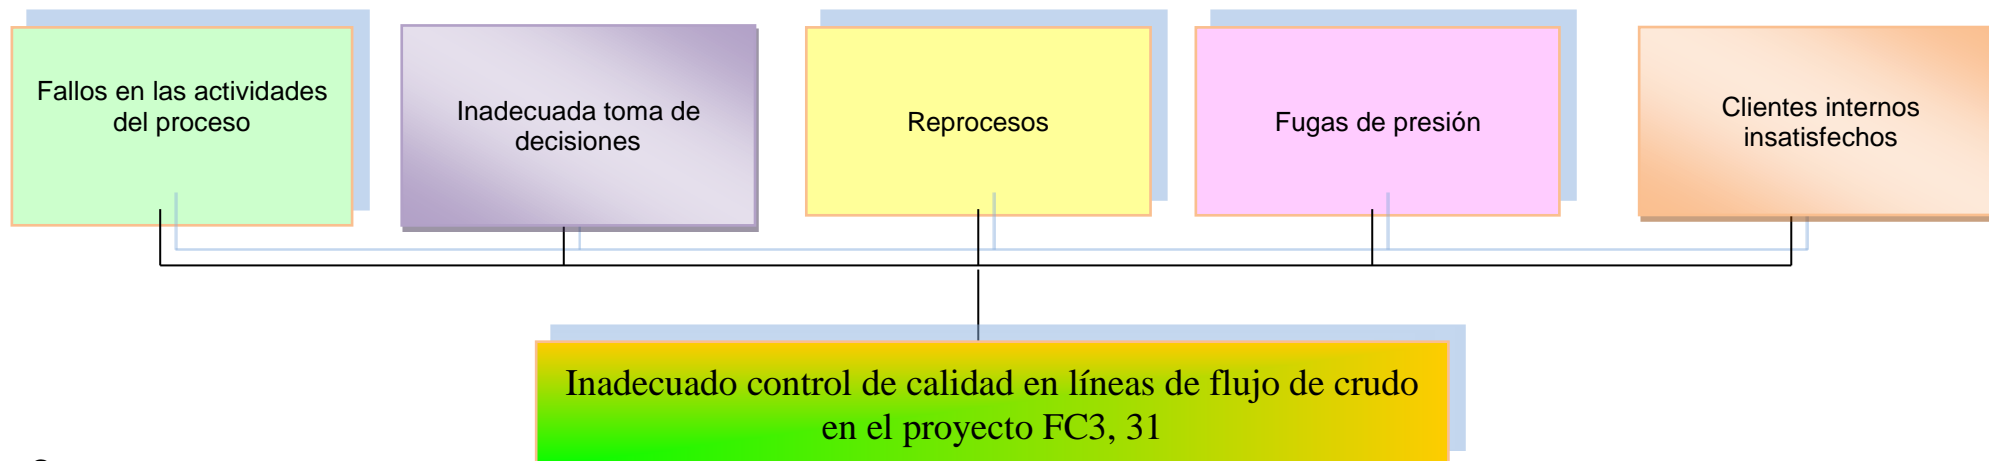 Fallos en las actividades
del proceso
Inadecuada toma de
decisiones
Reprocesos
Fugas de presión
Clientes internos
insatisfechos
Inadecuado control de calidad en líneas de flujo de crudo
en el proyecto FC3, 31